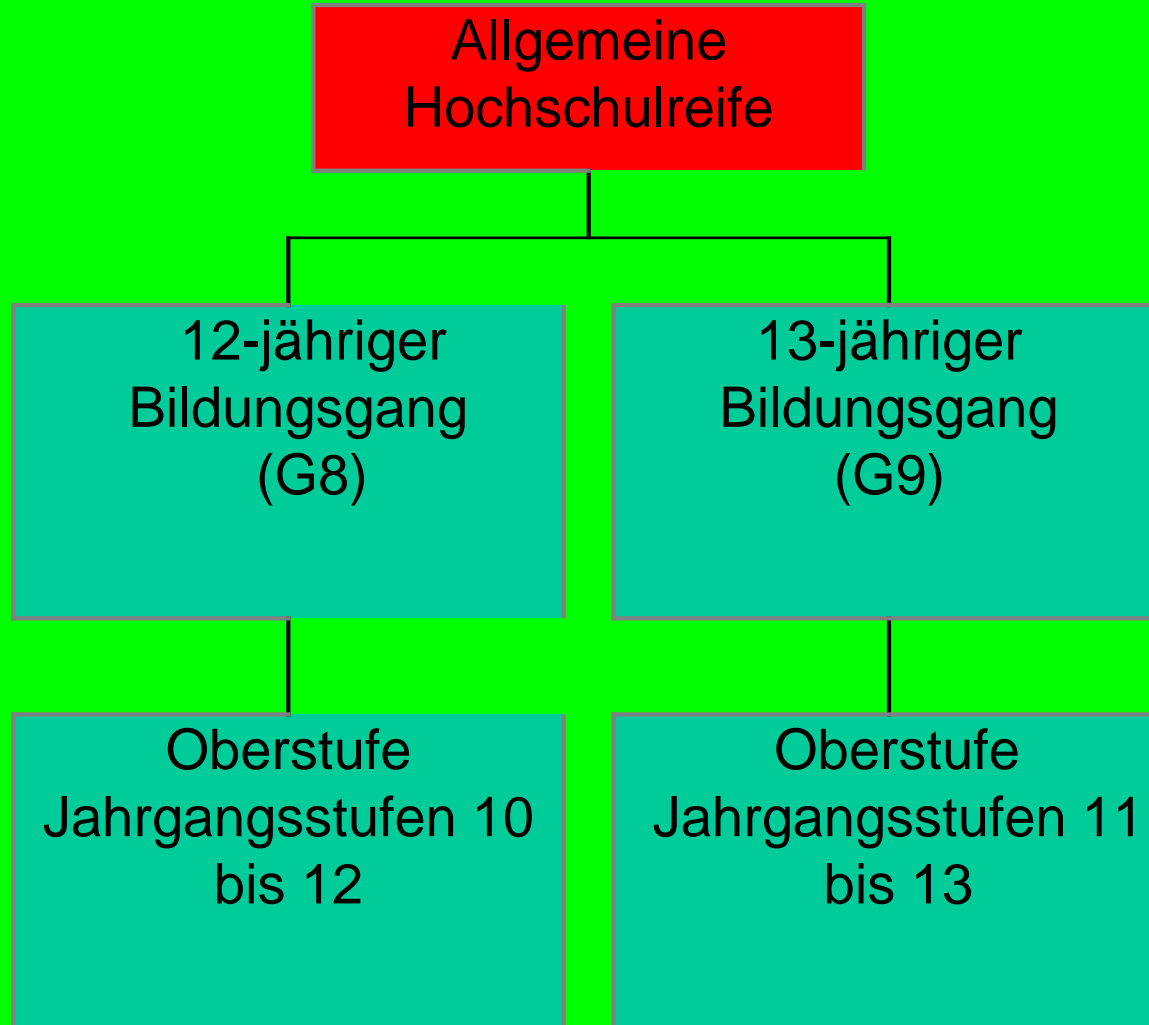 Allgemeine
Hochschulreife
12-jähriger
Bildungsgang
(G8)
13-jähriger
Bildungsgang
(G9)
Oberstufe
Jahrgangsstufen 10
bis 12
Oberstufe
Jahrgangsstufen 11
bis 13